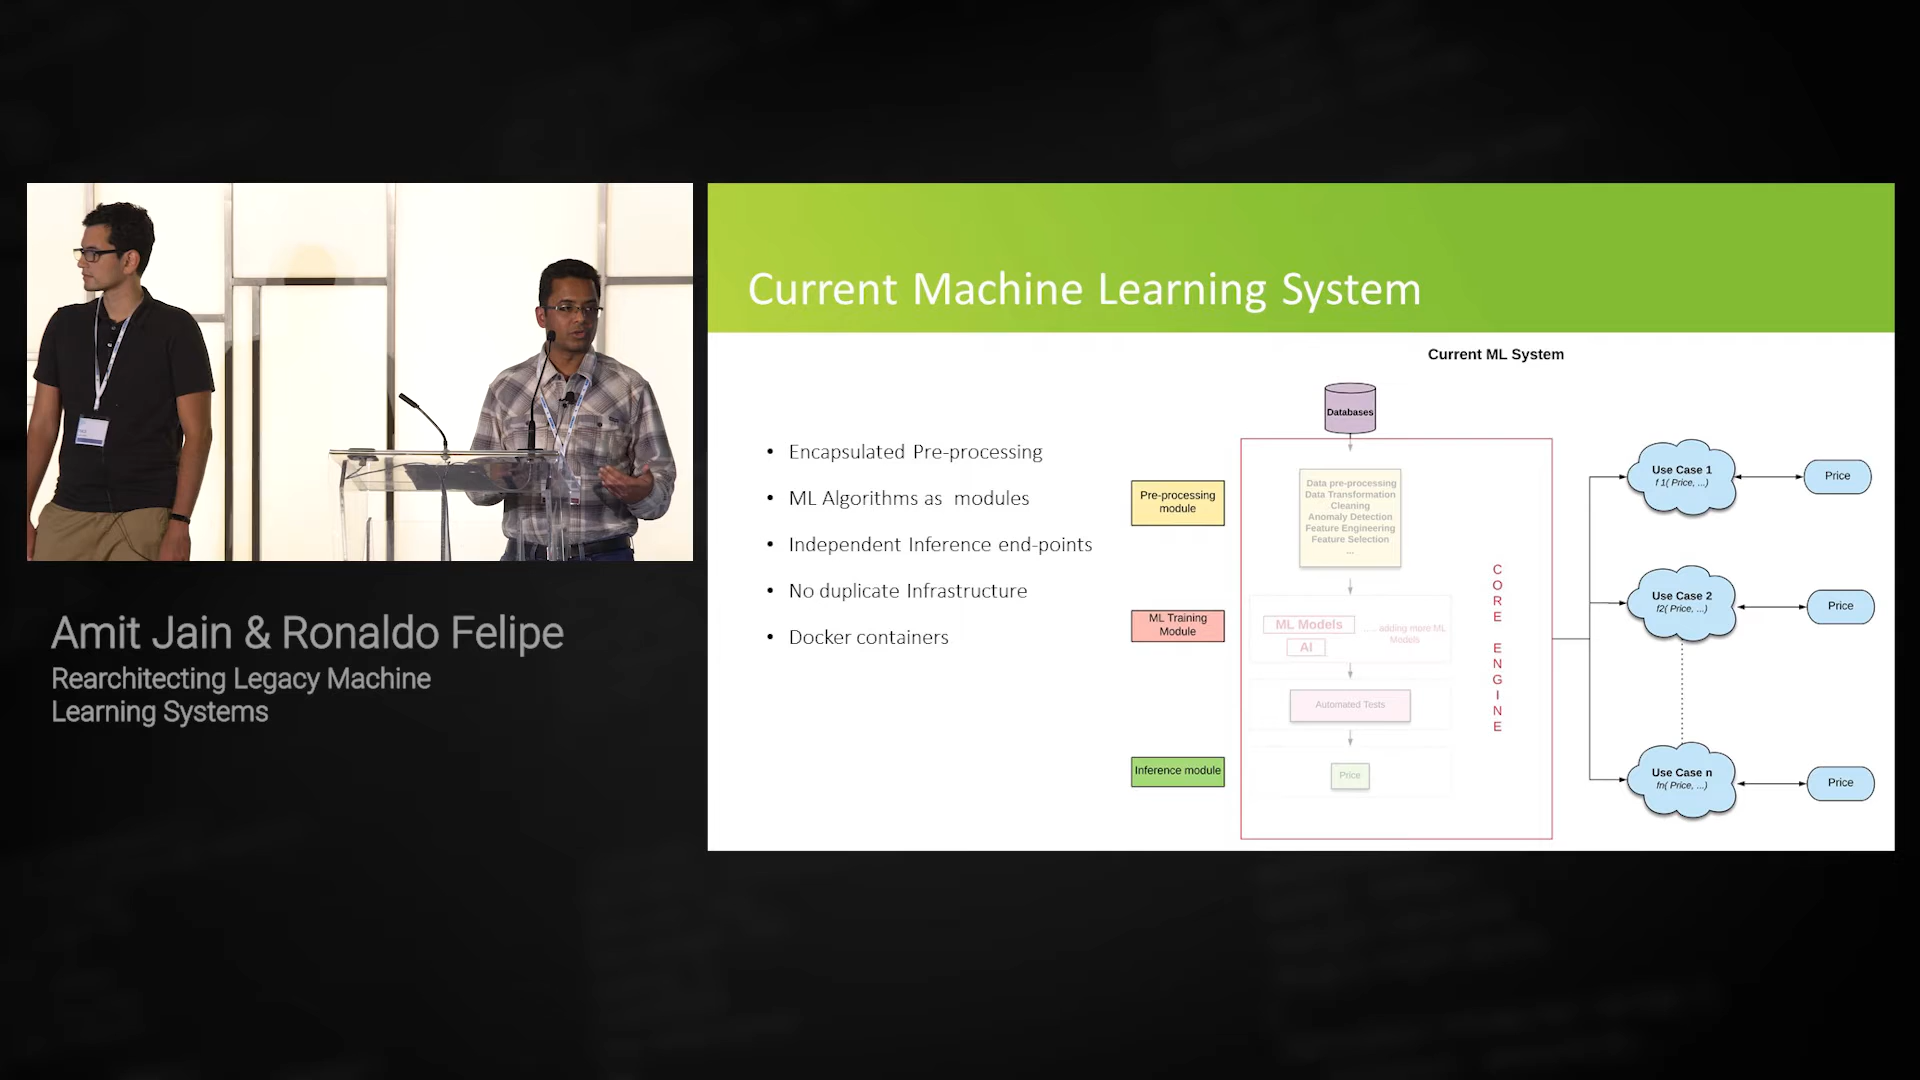 Amit Jain & Ronaldo Felipe
Rearchitecting Legacy Machine
Learning Systems
Current Machine Learning System
Encapsulated Pre-processing
ML Algorithms as modules
Independent Inference end-points
No duplicate Infrastructure
Docker containers
Current ML System
Databases
Pre-processing
module
Data pre-processing
Data Transformation
Cleaning
Anomaly Detection
Feature Engineering
Feature Selection
...
ML Training
Module
ML Models
AI
.... adding more ML
Models
Automated Tests
Inference module
Price
CORE ENGINE
Use Case 1
f 1( Price, ...)
Price
Use Case 2
f2( Price, ...)
Price
Use Case n
fn( Price, ...)
Price